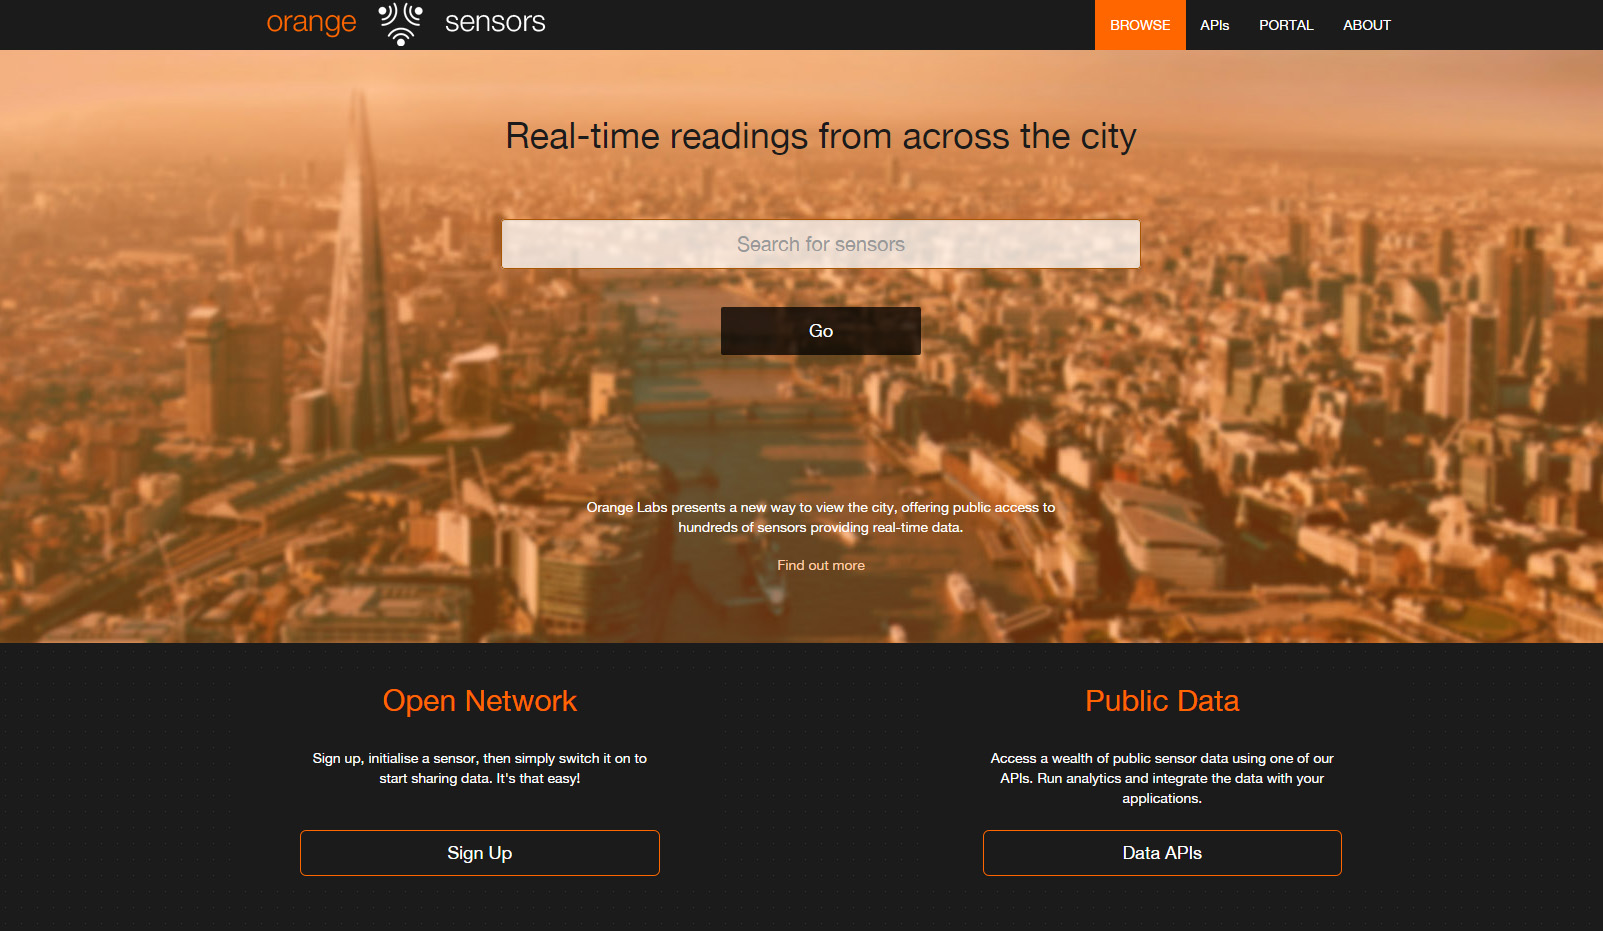 orange sensors
BROWSE APIs PORTAL ABOUT
Real-time readings from across the city
Search for sensors
Go
Orange Labs presents a new way to view the city, offering public access to
hundreds of sensors providing real-time data.
Find out more
Open Network
Sign up, initialise a sensor, then simply switch it on to
start sharing data. It's that easy!
Sign Up
Public Data
Access a wealth of public sensor data using one of our
APIs. Run analytics and integrate the data with your
applications.
Data APIs